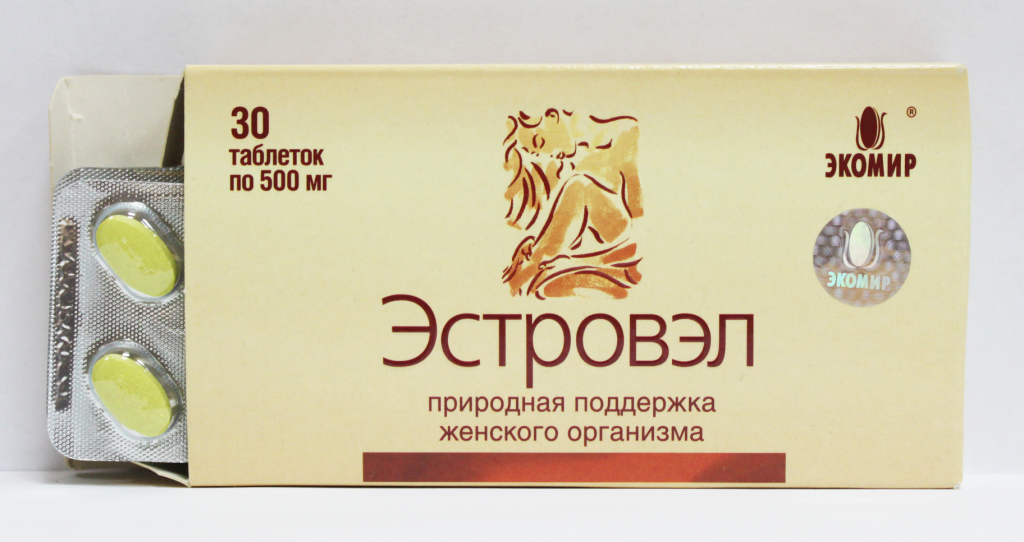 30
таблеток
по 500 мг
ЭКОМИР
®
ЭКОМИР
Эстровэл
природная поддержка
женского организма